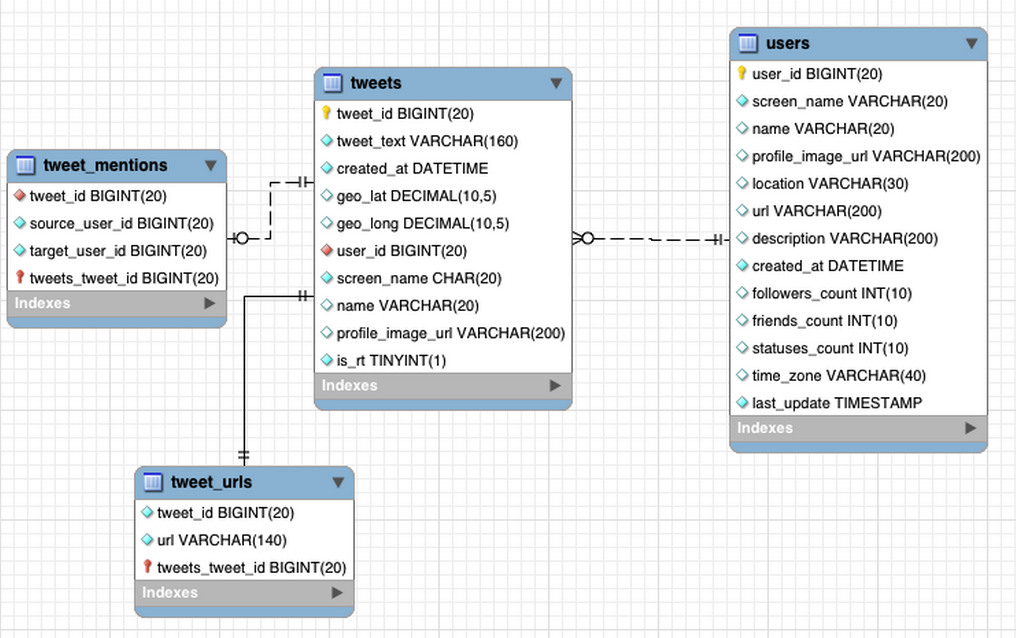 tweet_mentions
tweet_id BIGINT(20)
source_user_id BIGINT(20)
target_user_id BIGINT(20)
tweets_tweet_id BIGINT(20)
Indexes
tweets
tweet_id BIGINT(20)
tweet_text VARCHAR(160)
created_at DATETIME
geo_lat DECIMAL(10,5)
geo_long DECIMAL(10,5)
user_id BIGINT(20)
screen_name CHAR(20)
name VARCHAR(20)
profile_image_url VARCHAR(200)
is_rt TINYINT(1)
Indexes
users
user_id BIGINT(20)
screen_name VARCHAR(20)
name VARCHAR(20)
profile_image_url VARCHAR(200)
location VARCHAR(30)
url VARCHAR(200)
description VARCHAR(200)
created_at DATETIME
followers_count INT(10)
friends_count INT(10)
statuses_count INT(10)
time_zone VARCHAR(40)
last_update TIMESTAMP
Indexes
tweet_urls
tweet_id BIGINT(20)
url VARCHAR(140)
tweets_tweet_id BIGINT(20)
Indexes